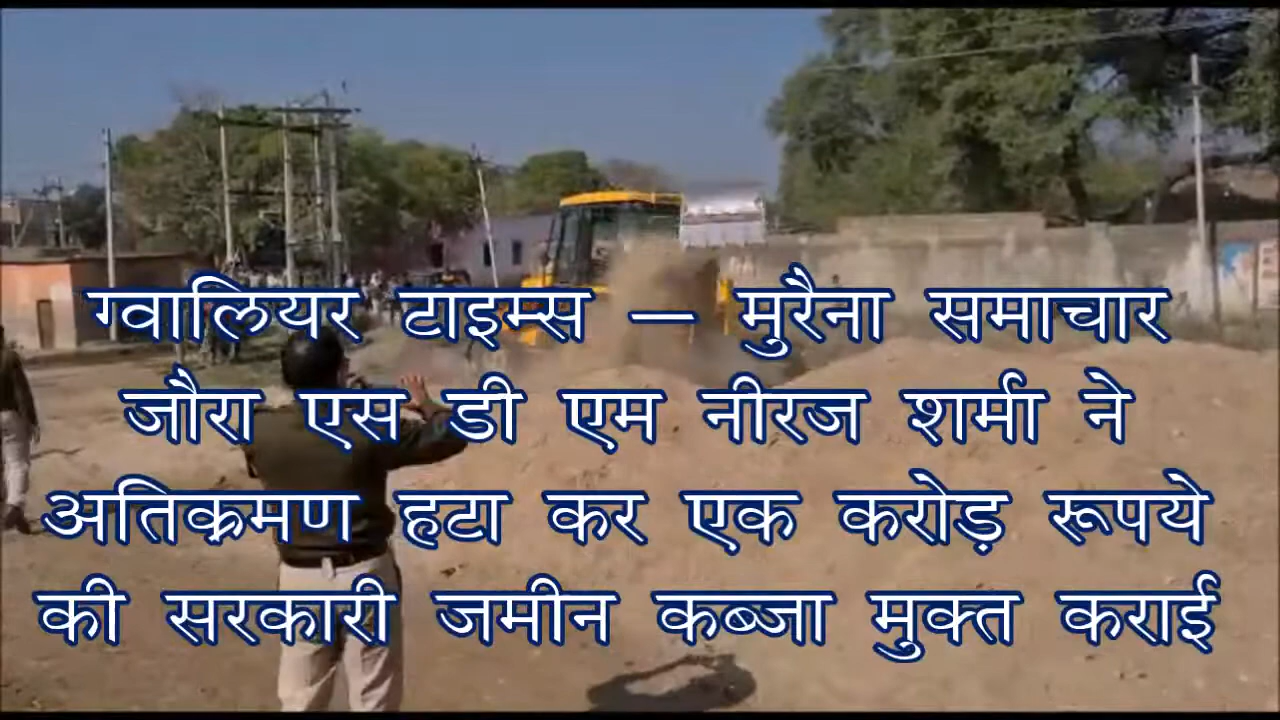 ग्वालियर टाइम्स – मुरैना समाचार
जौरा एस डी एम नीरज शर्मा ने
अतिक्रमण हटा कर एक करोड़ रूपये
की सरकारी जमीन कब्जा मुक्त कराई